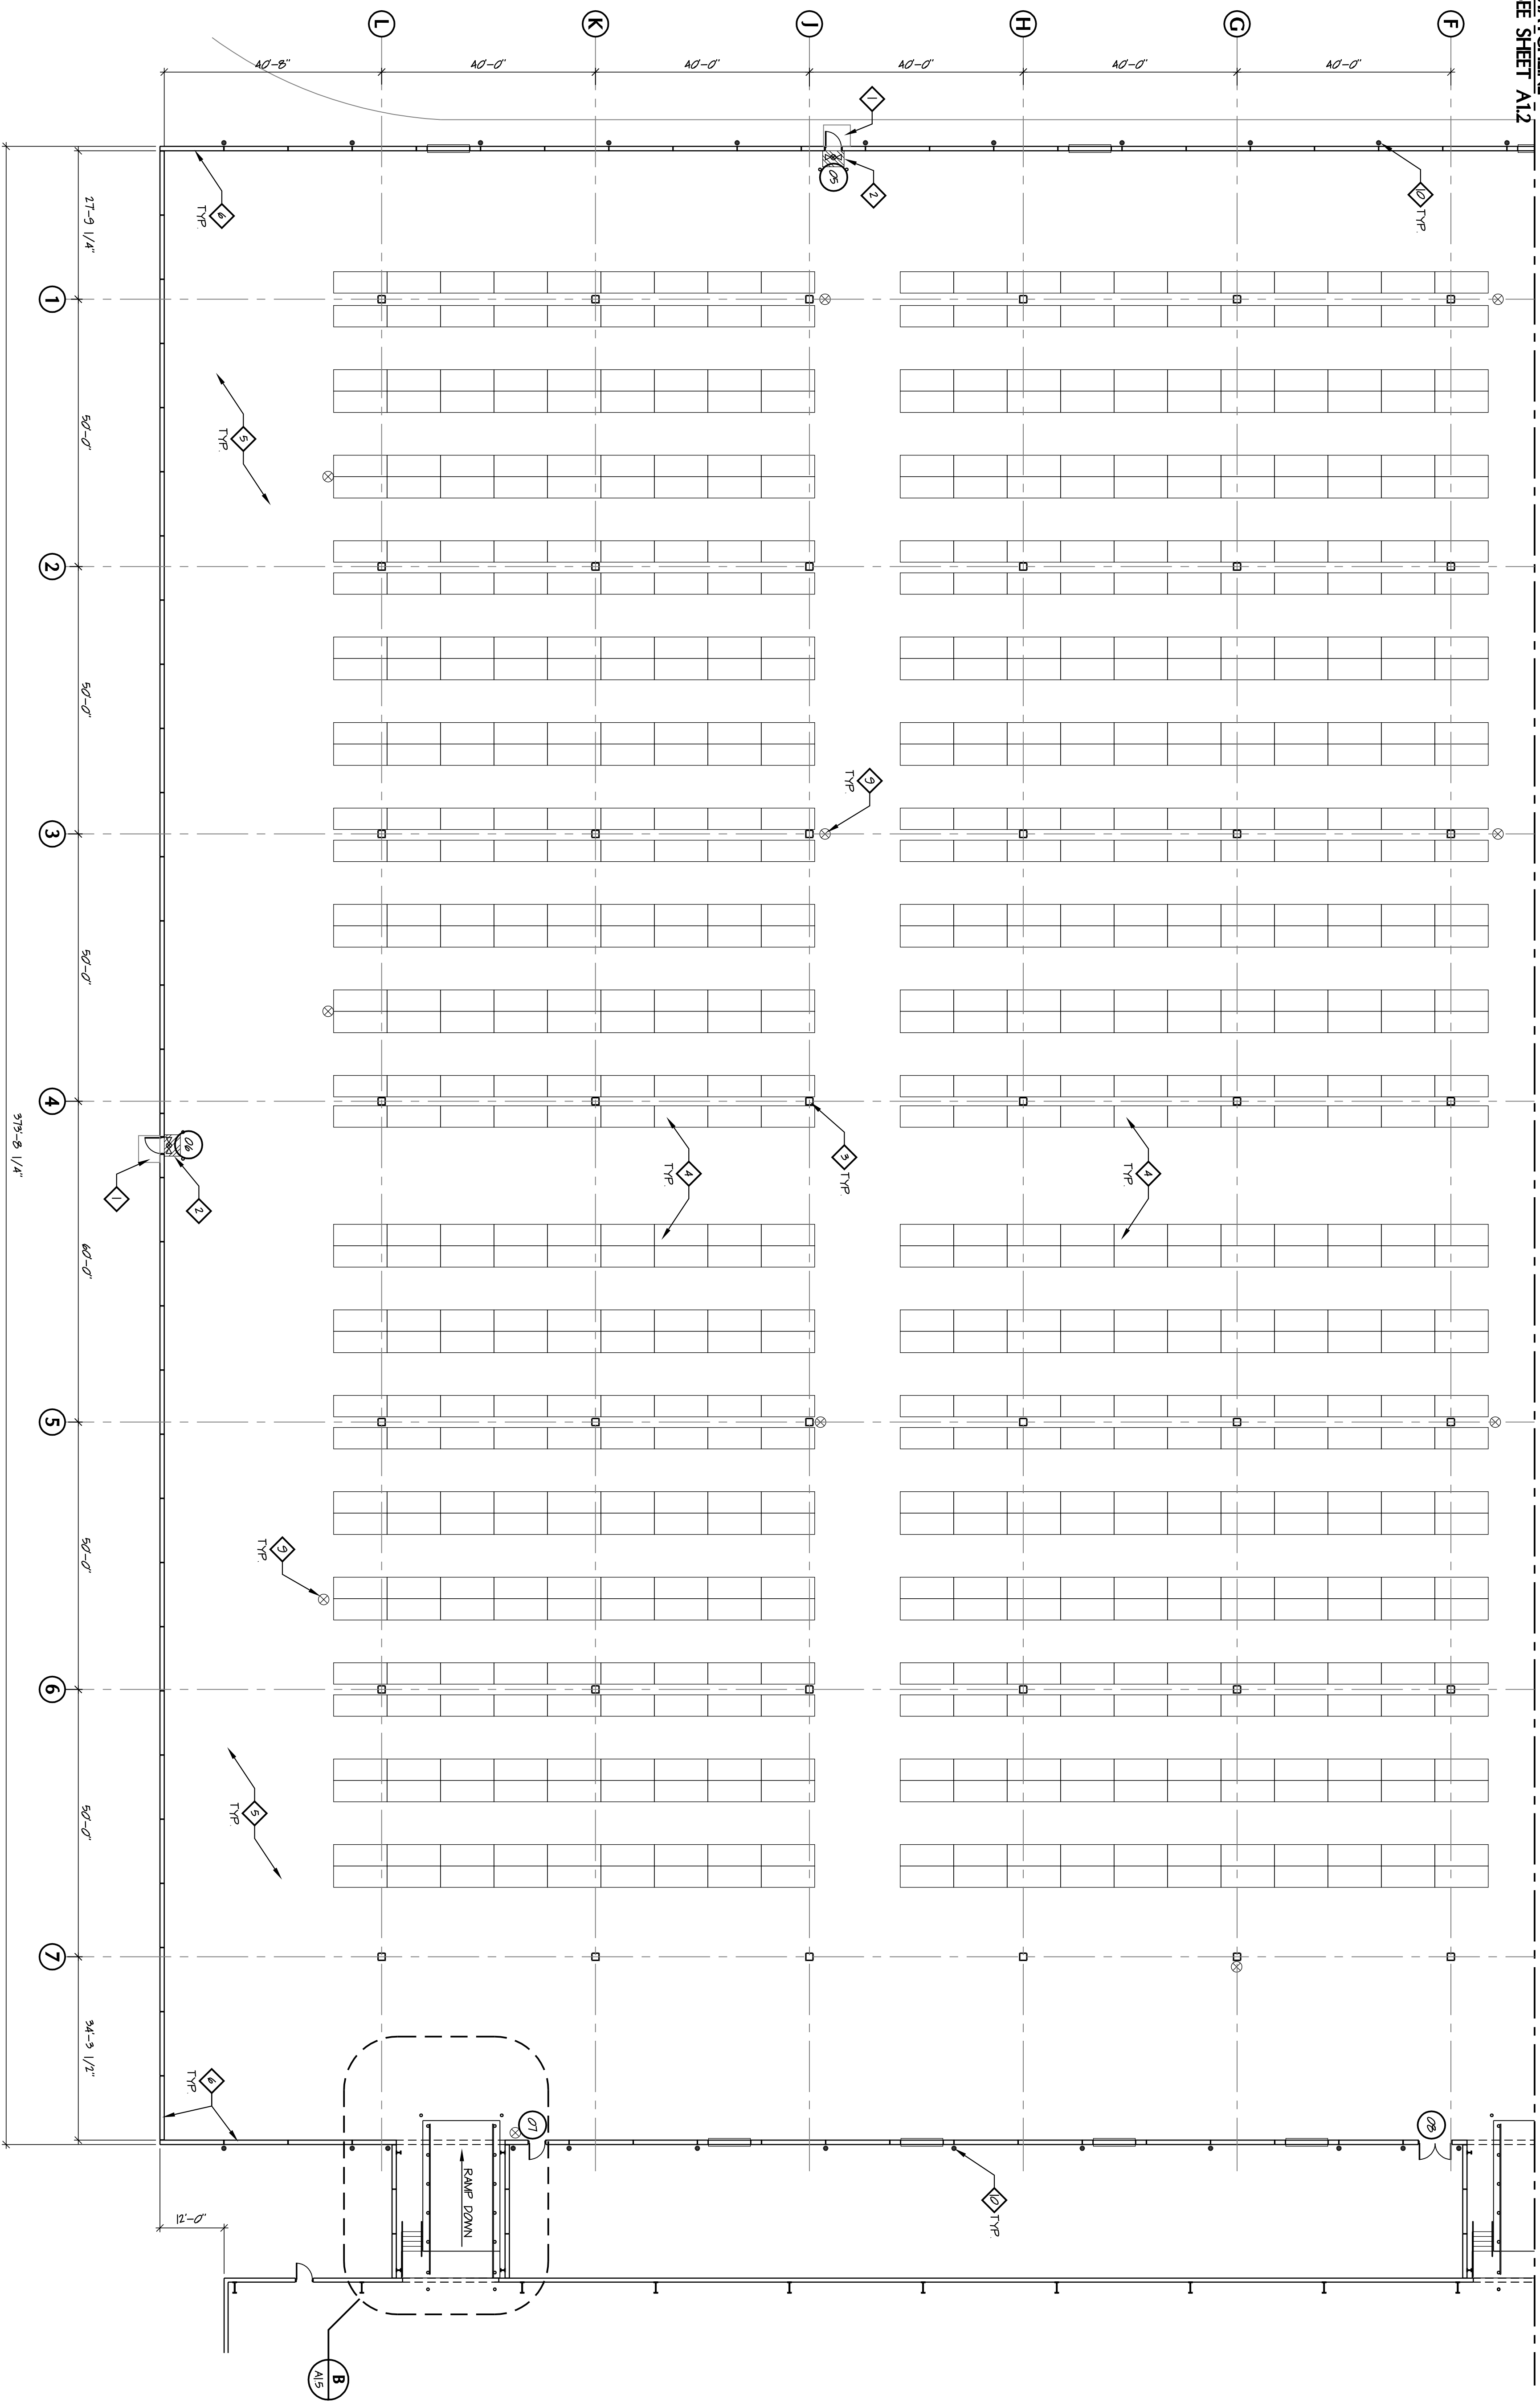 EE SHEET A1.2
L
K
J
H
G
F
40'-8"
40'-0"
40'-0"
40'-0"
40'-0"
40'-0"
1
2
05
10 TYP.
6
TYP.
27'-9 1/4"
1
5
TYP.
50'-0"
2
50'-0"
9
TYP.
3
50'-0"
4
3 TYP.
4
TYP.
4
TYP.
06
1
2
373'-8 1/4"
60'-0"
5
9
TYP.
50'-0"
6
5
TYP.
50'-0"
7
34'-3 1/2"
6
TYP.
07
08
RAMP DOWN
10 TYP.
12'-0"
B
A1.5